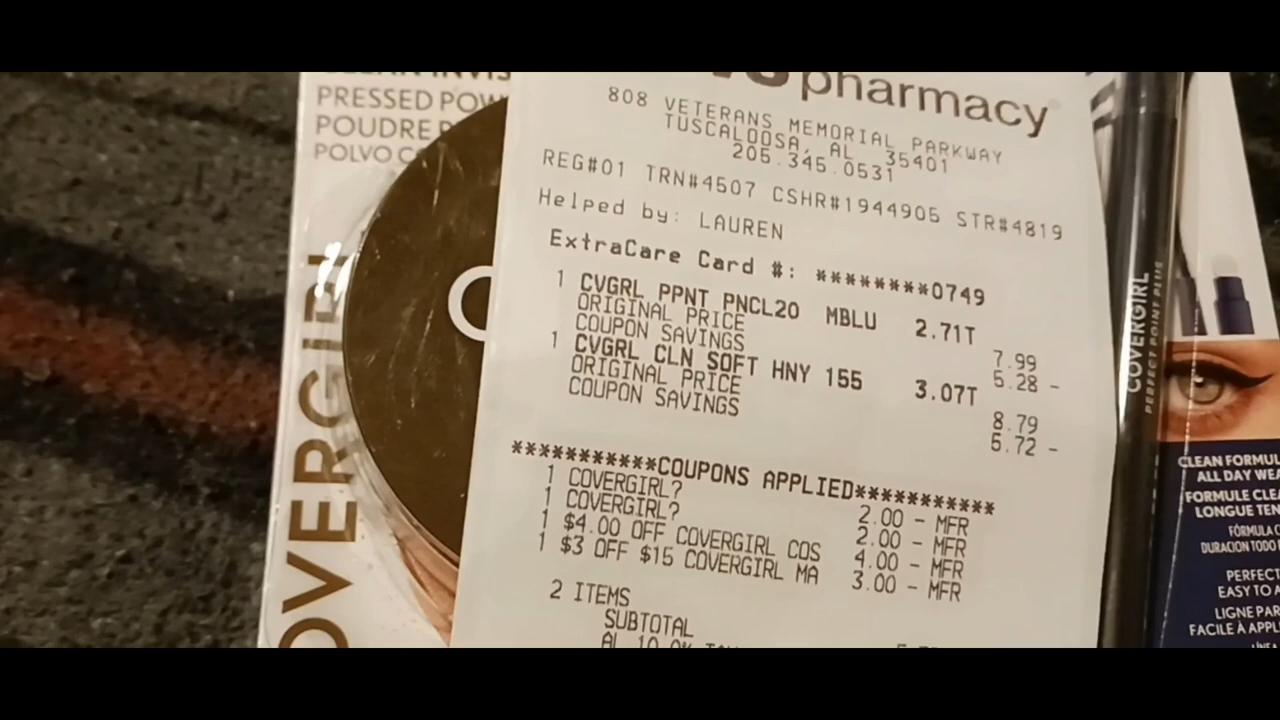 PRESSED POW
POUDRE
POLVO
COVERGIRL
pharmacy
808 VETERANS MEMORIAL PARKWAY
TUSCALOOSA, AL 35401
205.345.0531
REG#01 TRN#4507 CSHR#1944905 STR#4819
Helped by: LAUREN
ExtraCare Card #: *******0749
1 CVGRL PPNT PNCL20 MBLU 2.71T
ORIGINAL PRICE 7.99
COUPON SAVINGS 5.28 -
1 CVGRL CLN SOFT HNY 155 3.07T
ORIGINAL PRICE 8.79
COUPON SAVINGS 5.72 -
***********COUPONS APPLIED***********
1 COVERGIRL? 2.00 - MFR
1 COVERGIRL? 2.00 - MFR
1 $4.00 OFF COVERGIRL COS 4.00 - MFR
1 $3 OFF $15 COVERGIRL MA 3.00 - MFR
2 ITEMS
SUBTOTAL
COVERGIRL
PERFECT POINT PLUS
CLEAN FORMUL
ALL DAY WEA
FORMULE CLEA
LONGUE TEN
FÓRMULA C
DURACION TODO
PERFECT
EASY TO A
LIGNE PAR
FACILE À APPL